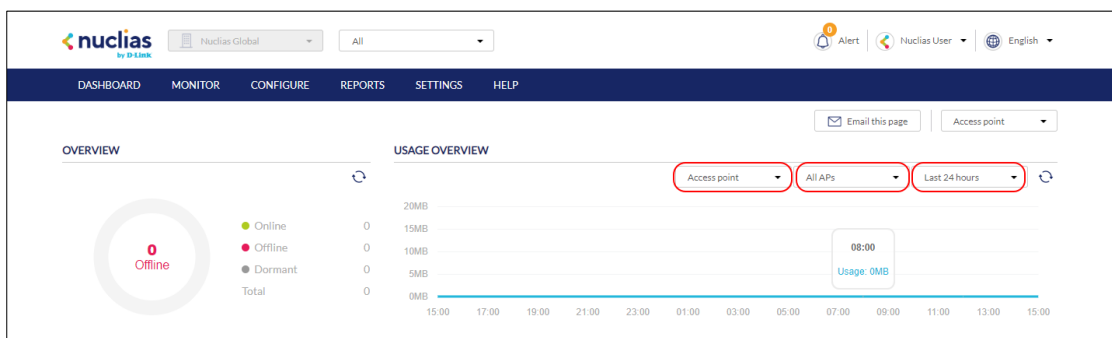 nuclias
by D-Link
Nuclias Global
All
0
Alert
Nuclias User
English
DASHBOARD MONITOR CONFIGURE REPORTS SETTINGS HELP
Email this page
Access point
OVERVIEW
USAGE OVERVIEW
Access point
All APs
Last 24 hours
0
Offline
Online 0
Offline 0
Dormant 0
Total 0
20MB
15MB
10MB
5MB
0MB
08:00
Usage: 0MB
15:00 17:00 19:00 21:00 23:00 01:00 03:00 05:00 07:00 09:00 11:00 13:00 15:00